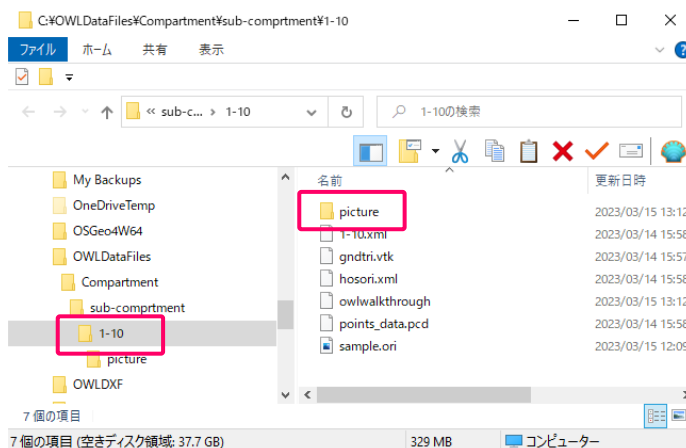 C:¥OWLDataFiles¥Compartment¥sub-comprtment¥1-10
ファイル ホーム 共有 表示
« sub-c... › 1-10
1-10の検索
My Backups
OneDriveTemp
OSGeo4W64
OWLDataFiles
Compartment
sub-comprtment
1-10
picture
OWLDXF
名前 更新日時
picture 2023/03/15 13:12
1-10.xml 2023/03/14 15:58
gndtri.vtk 2023/03/14 15:57
hosori.xml 2023/03/14 15:58
owlwalkthrough 2023/03/15 13:12
points_data.pcd 2023/03/14 15:58
sample.ori 2023/03/15 12:09
7 個の項目
7 個の項目 (空きディスク領域: 37.7 GB) 329 MB コンピューター